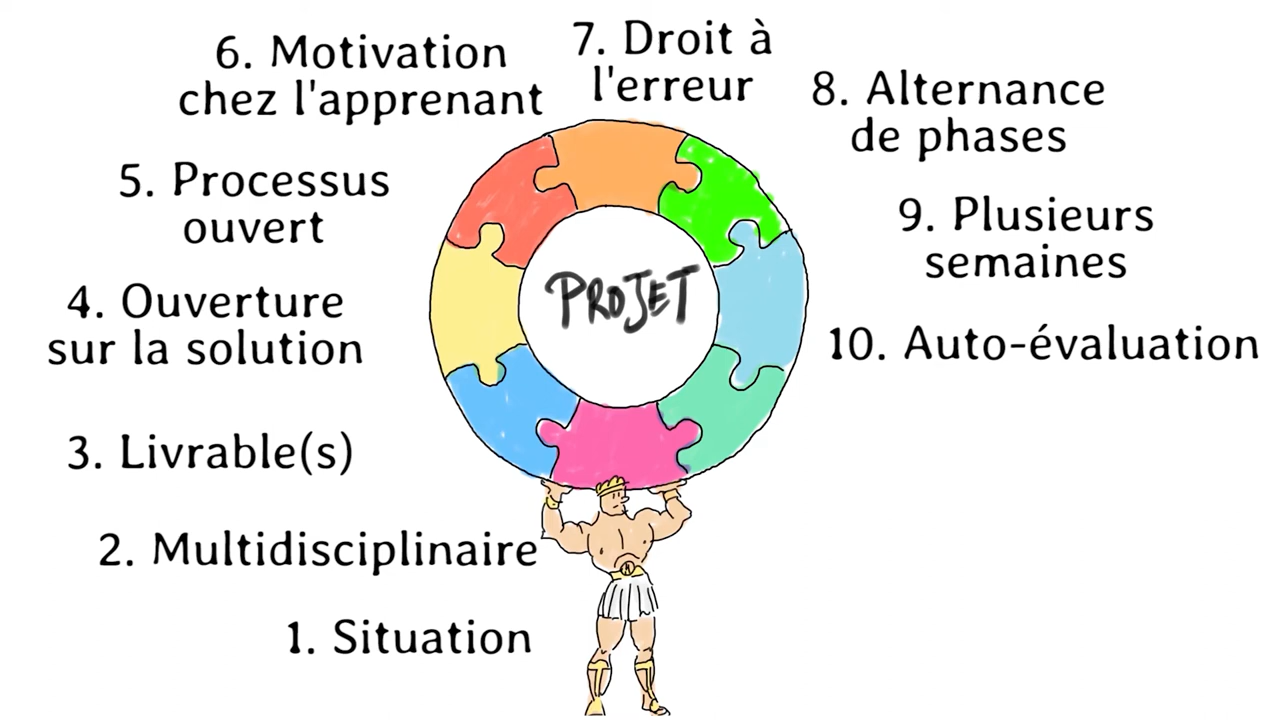 6. Motivation
chez l'apprenant
7. Droit à
l'erreur
8. Alternance
de phases
5. Processus
ouvert
9. Plusieurs
semaines
4. Ouverture
sur la solution
PROJET
10. Auto-évaluation
3. Livrable(s)
2. Multidisciplinaire
1. Situation